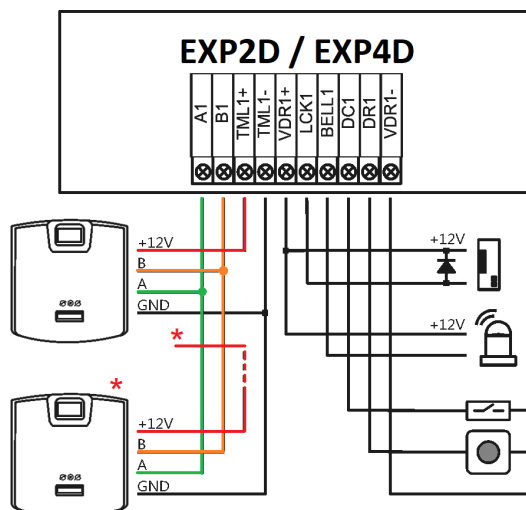 EXP2D / EXP4D
A1
B1
TML1+
TML1-
VDR1+
LCK1
BELL1
DC1
DR1
VDR1-
+12V
B
A
GND
+12V
+12V
*
*
+12V
B
A
GND